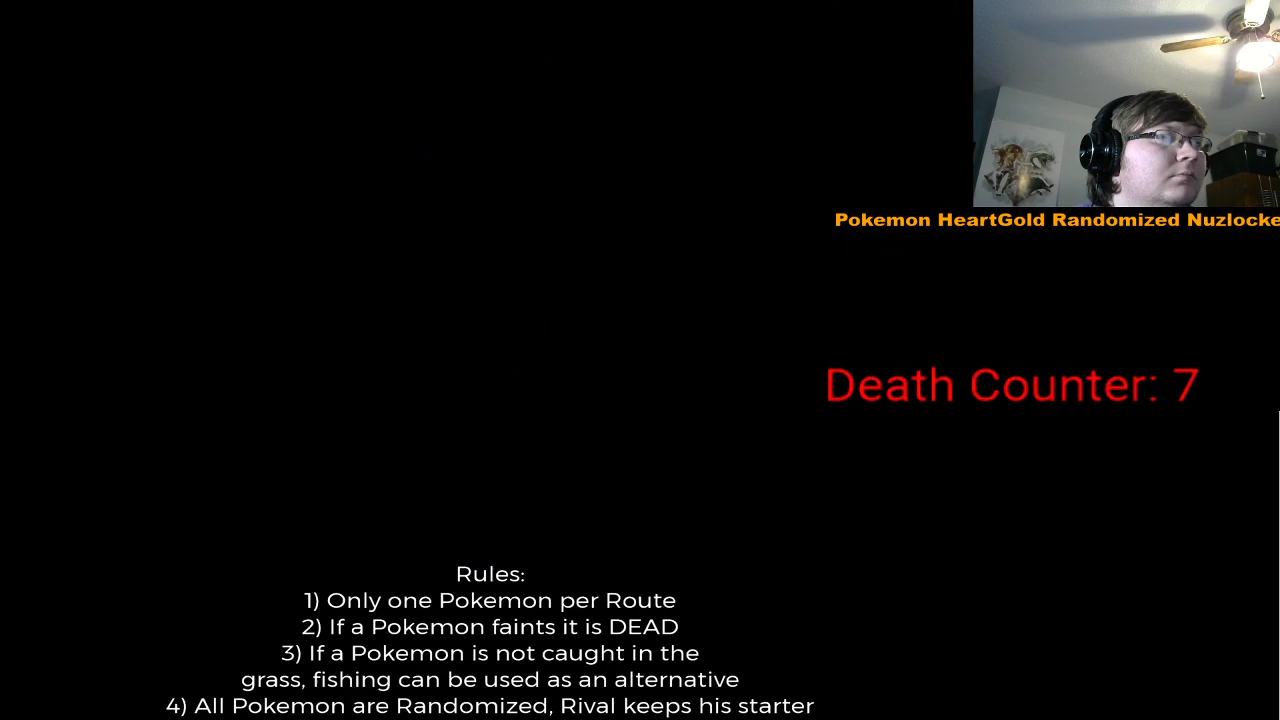 Pokemon HeartGold Randomized Nuzlocke
Death Counter: 7
Rules:
1) Only one Pokemon per Route
2) If a Pokemon faints it is DEAD
3) If a Pokemon is not caught in the
grass, fishing can be used as an alternative
4) All Pokemon are Randomized, Rival keeps his starter